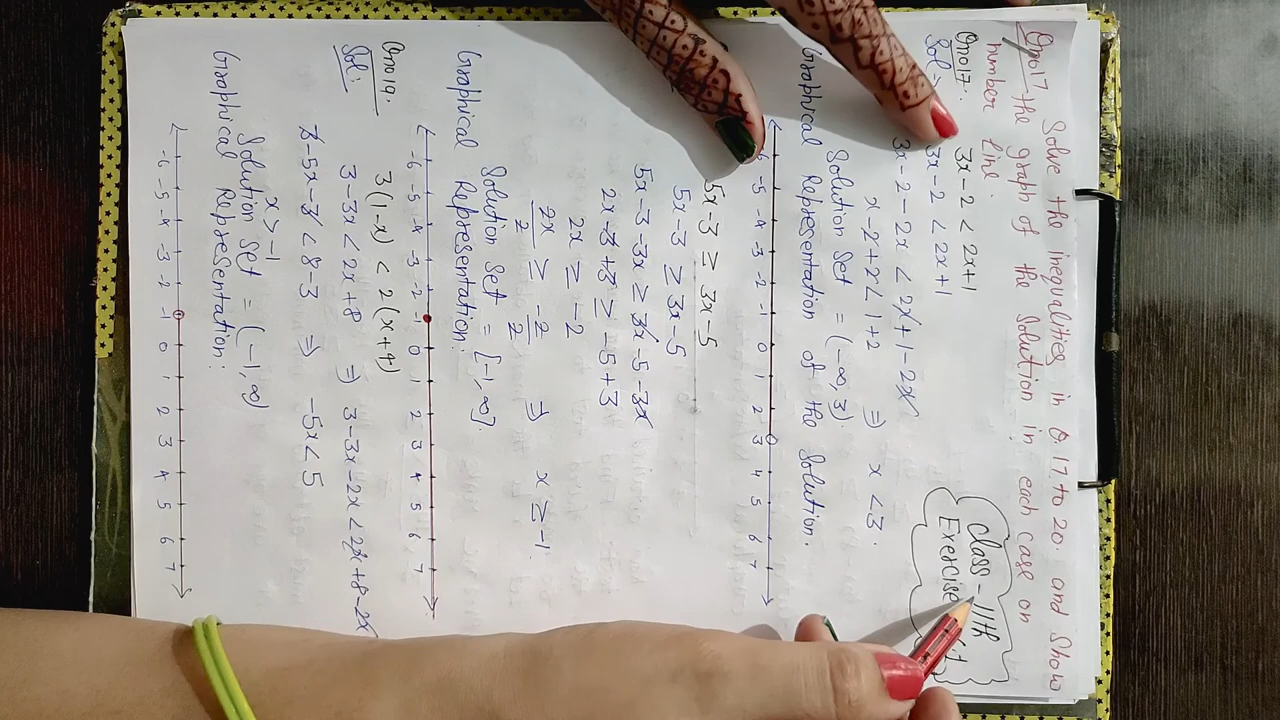 Qno17 Solve the inequalities in Q.17. to 20. and Show
the graph of the Solution in each case on
number line.
Class-11th
Exercise
Qno17. 3x-2 < 2x+1
Sol → 3x-2 < 2x+1
3x-2-2x < 2x+1-2x
x-2+2< 1+2 ⇒ x <3.
Solution Set = (-∞,3).
Graphical Representation of the Solution.
-6 -5 -4 -3 -2 -1 0 1 2 3 4 5 6 7
5x-3 ≥ 3x-5
5x-3 ≥ 3x-5
5x-3-3x ≥ 3x-5-3x
2x-3+3 ≥ -5+3
2x ≥ -2
2x/2 ≥ -2/2 ⇒ x ≥ -1.
Solution Set = [-1,∞).
Graphical Representation:
-6 -5 -4 -3 -2 -1 0 1 2 3 4 5 6 7
Qno19. 3(1-x) < 2(x+4)
Sol: 3-3x< 2x+8 ⇒ 3-3x-2x< 2x+8-2x
3-5x-3 < 8-3 ⇒ -5x< 5
x>-1
Solution Set = (-1,∞)
Graphical Representation:
-6 -5 -4 -3 -2 -1 0 1 2 3 4 5 6 7